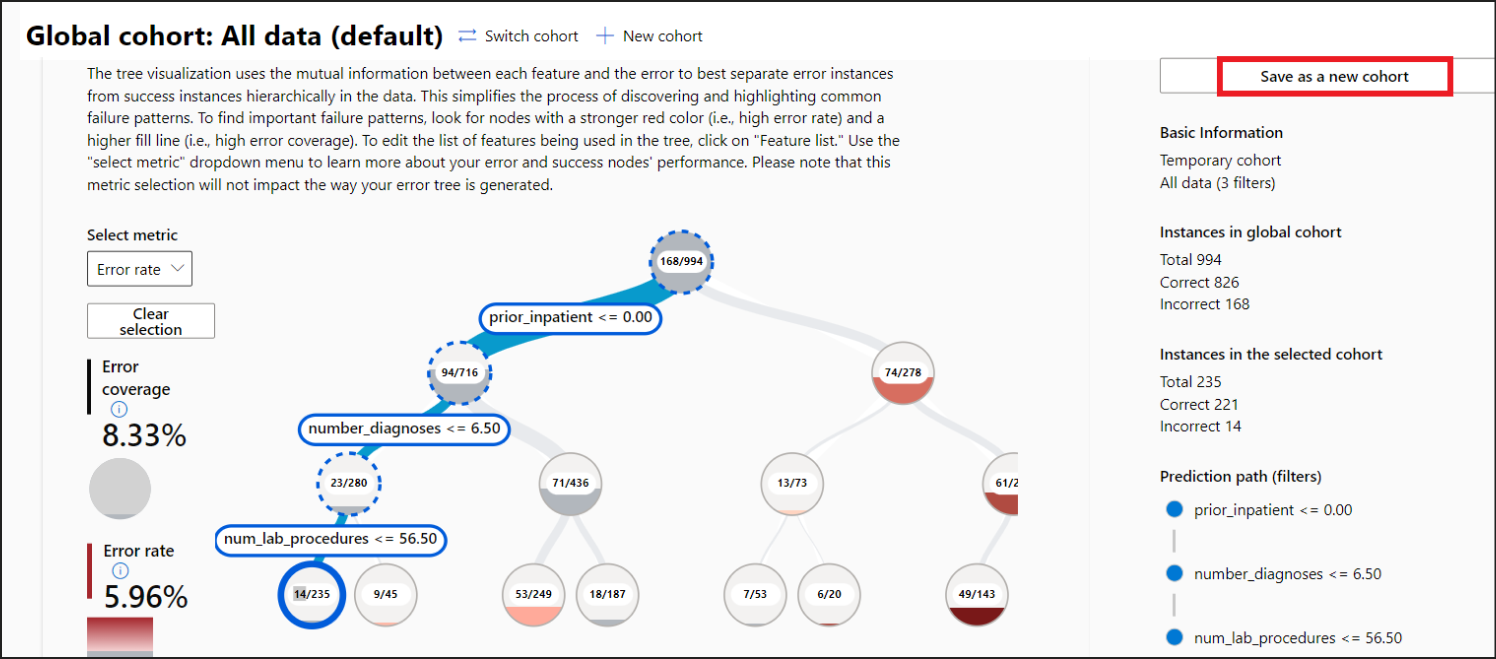 Global cohort: All data (default)
Switch cohort
New cohort
The tree visualization uses the mutual information between each feature and the error to best separate error instances
from success instances hierarchically in the data. This simplifies the process of discovering and highlighting common
failure patterns. To find important failure patterns, look for nodes with a stronger red color (i.e., high error rate) and a
higher fill line (i.e., high error coverage). To edit the list of features being used in the tree, click on "Feature list." Use the
"select metric" dropdown menu to learn more about your error and success nodes' performance. Please note that this
metric selection will not impact the way your error tree is generated.
Select metric
Error rate
Clear
selection
Error
coverage
8.33%
Error rate
5.96%
168/994
prior_inpatient <= 0.00
94/716
74/278
number_diagnoses <= 6.50
23/280
71/436
13/73
61/2
num_lab_procedures <= 56.50
14/235
9/45
53/249
18/187
7/53
6/20
49/143
Save as a new cohort
Basic Information
Temporary cohort
All data (3 filters)
Instances in global cohort
Total 994
Correct 826
Incorrect 168
Instances in the selected cohort
Total 235
Correct 221
Incorrect 14
Prediction path (filters)
prior_inpatient <= 0.00
number_diagnoses <= 6.50
num_lab_procedures <= 56.50